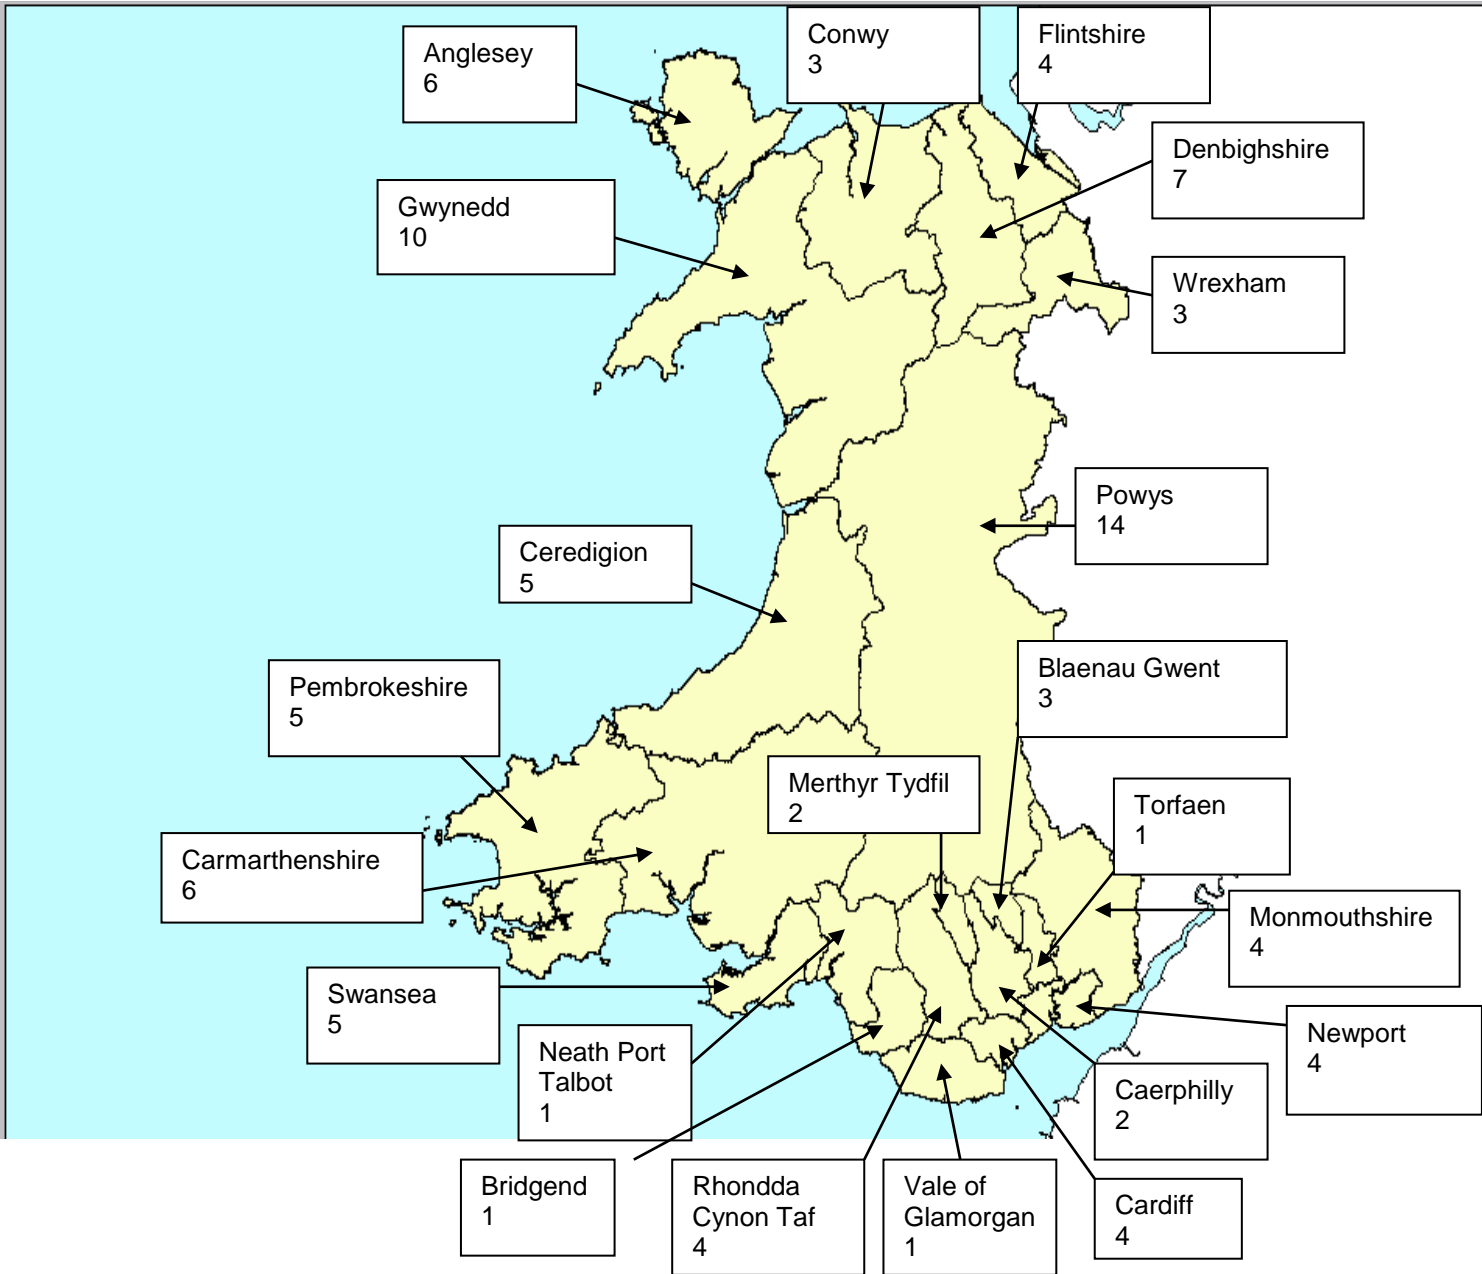 Conwy
3
Flintshire
4
Anglesey
6
Denbighshire
7
Gwynedd
10
Wrexham
3
Powys
14
Ceredigion
5
Blaenau Gwent
3
Pembrokeshire
5
Merthyr Tydfil
2
Torfaen
1
Carmarthenshire
6
Monmouthshire
4
Swansea
5
Newport
4
Neath Port
Talbot
1
Caerphilly
2
Bridgend
1
Rhondda
Cynon Taf
4
Vale of
Glamorgan
1
Cardiff
4